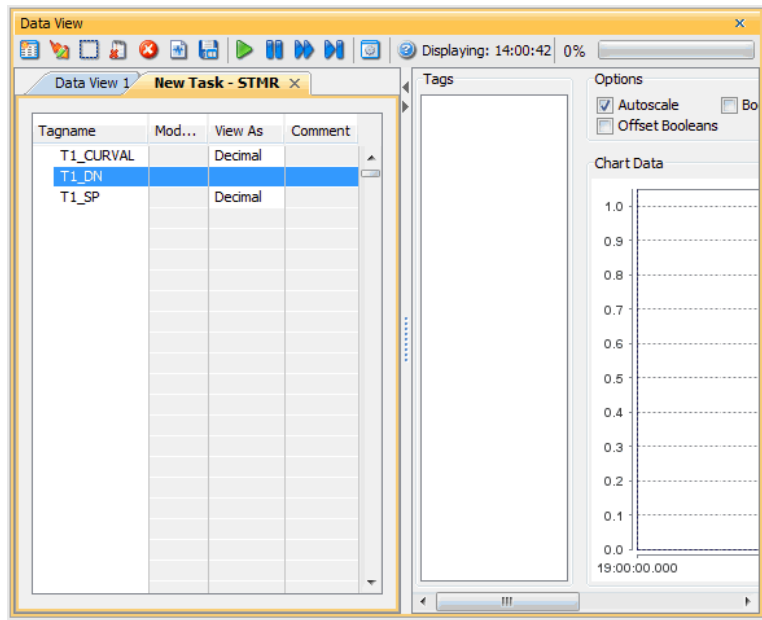 Data View
Displaying: 14:00:42 0%
Data View 1 New Task - STMR
Tagname Mod... View As Comment
T1_CURVAL Decimal
T1_DN
T1_SP Decimal
Tags
Options
Autoscale Bo
Offset Booleans
Chart Data
1.0
0.9
0.8
0.7
0.6
0.5
0.4
0.3
0.2
0.1
0.0
19:00:00.000